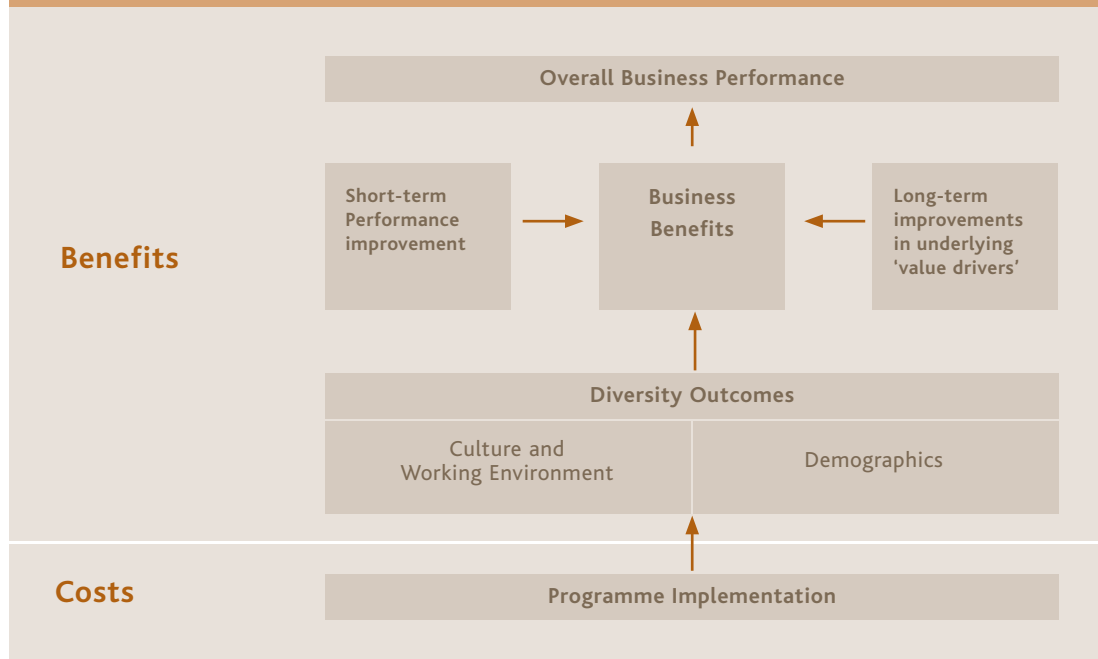 Overall Business Performance
Benefits
Short-term
Performance
improvement
Business
Benefits
Long-term
improvements
in underlying
‘value drivers’
Diversity Outcomes
Culture and
Working Environment
Demographics
Costs
Programme Implementation